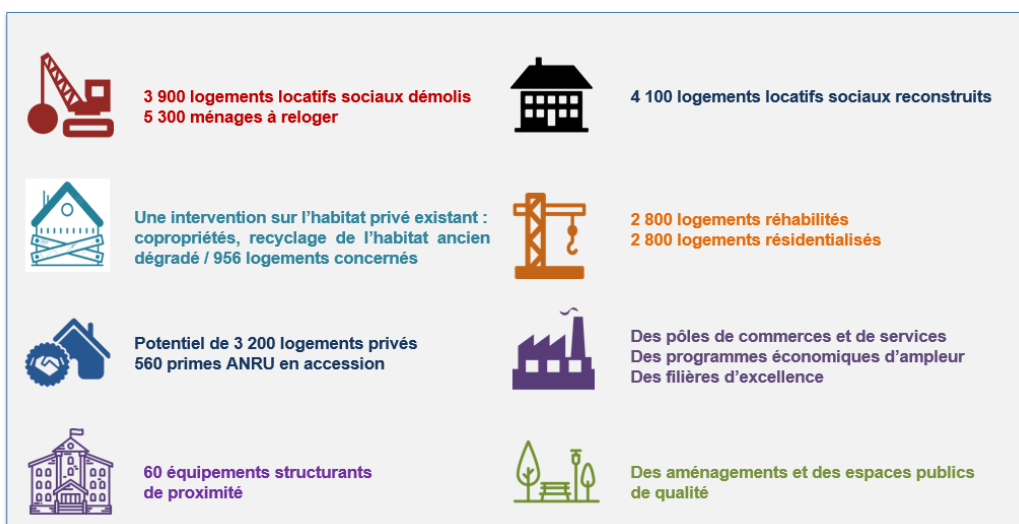 3 900 logements locatifs sociaux démolis
5 300 ménages à reloger
4 100 logements locatifs sociaux reconstruits
Une intervention sur l’habitat privé existant :
copropriétés, recyclage de l’habitat ancien
dégradé / 956 logements concernés
2 800 logements réhabilités
2 800 logements résidentialisés
Potentiel de 3 200 logements privés
560 primes ANRU en accession
Des pôles de commerces et de services
Des programmes économiques d’ampleur
Des filières d’excellence
60 équipements structurants
de proximité
Des aménagements et des espaces publics
de qualité